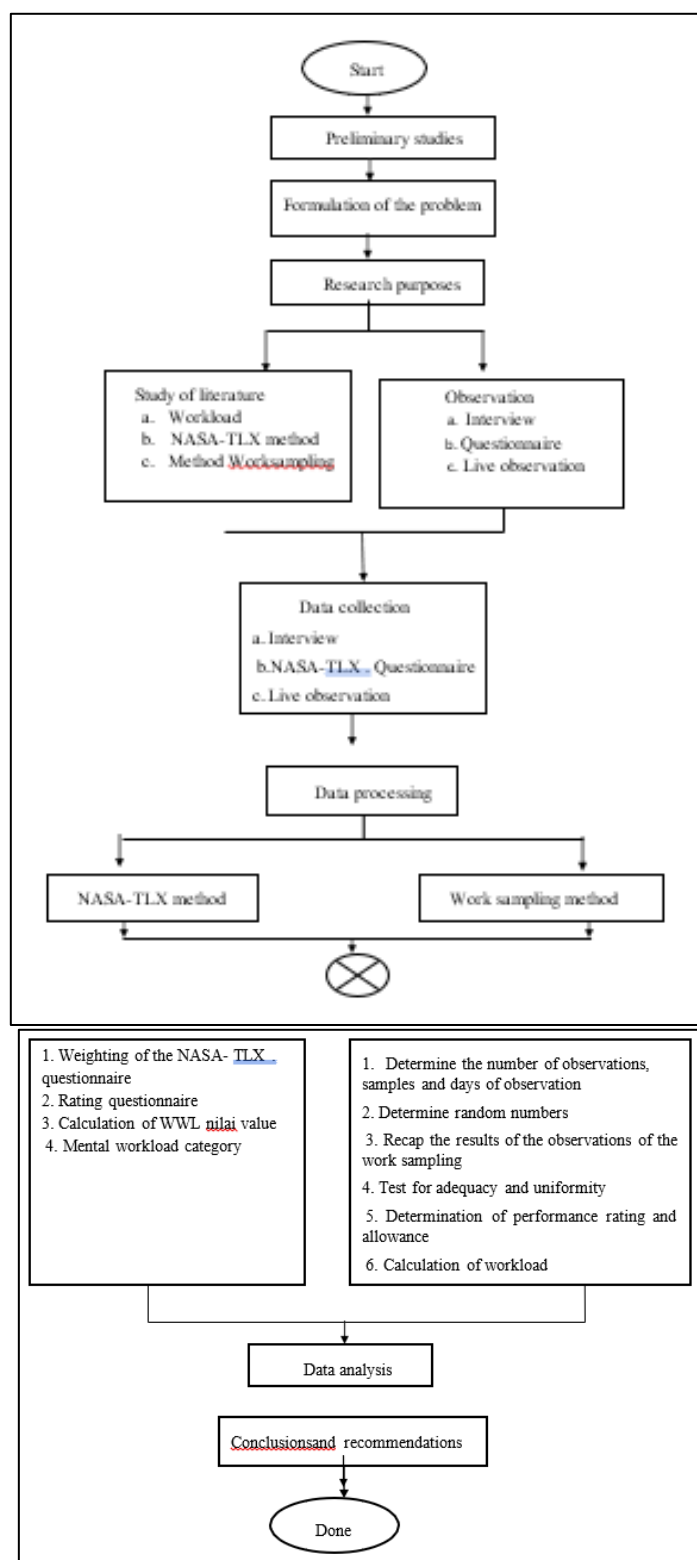 Start
Preliminary studies
Formulation of the problem
Research purposes
Study of literature
a. Workload
b. NASA-TLX method
c. Method Worksampling
Observation
a. Interview
b. Questionnaire
c. Live observation
Data collection
a. Interview
b.NASA-TLX . Questionnaire
c. Live observation
Data processing
NASA-TLX method
Work sampling method
1. Weighting of the NASA- TLX .
questionnaire
2. Rating questionnaire
3. Calculation of WWL nilai value
4. Mental workload category
1. Determine the number of observations,
samples and days of observation
2. Determine random numbers
3. Recap the results of the observations of the
work sampling
4. Test for adequacy and uniformity
5. Determination of performance rating and
allowance
6. Calculation of workload
Data analysis
Conclusionsand recommendations
Done